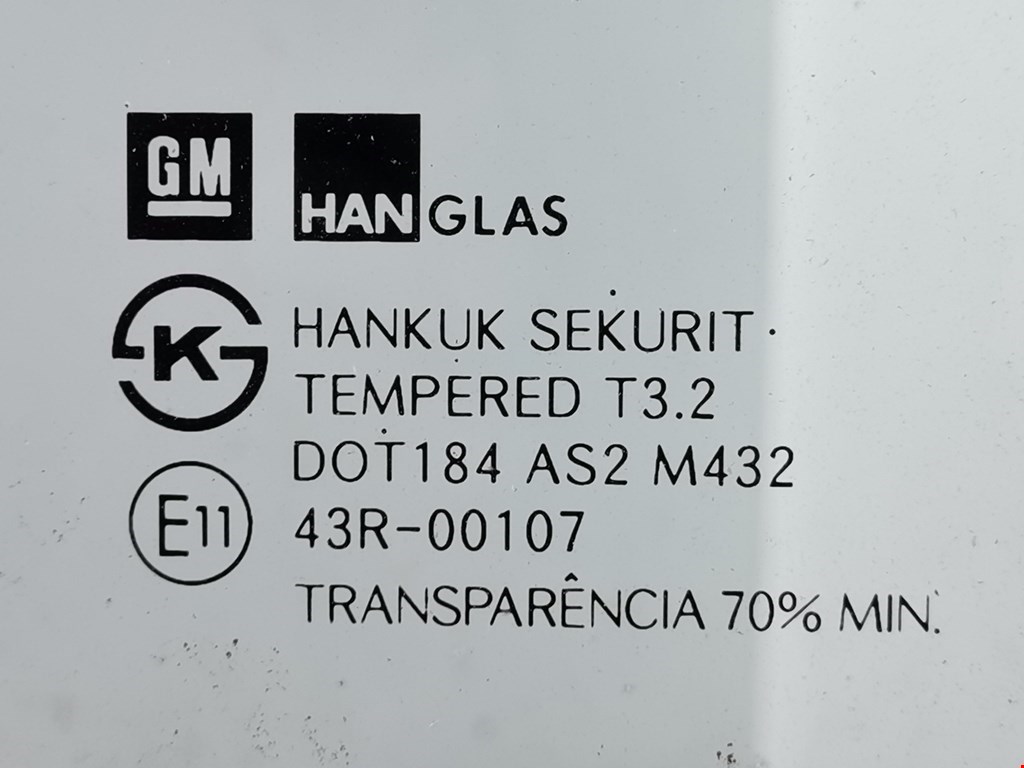 GM HANGLAS
K HANKUK SEKURIT
TEMPERED T3.2
DOT184 AS2 M432
E11 43R-00107
TRANSPARÊNCIA 70% MIN.